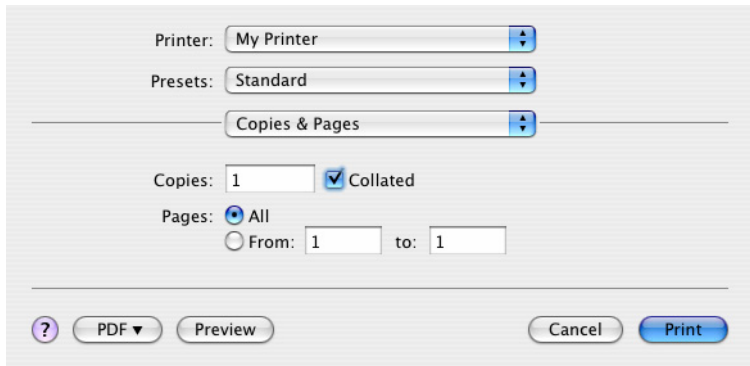 Printer: My Printer
Presets: Standard
Copies & Pages
Copies: 1 Collated
Pages: All
From: 1 to: 1
? PDF ▼ Preview Cancel Print